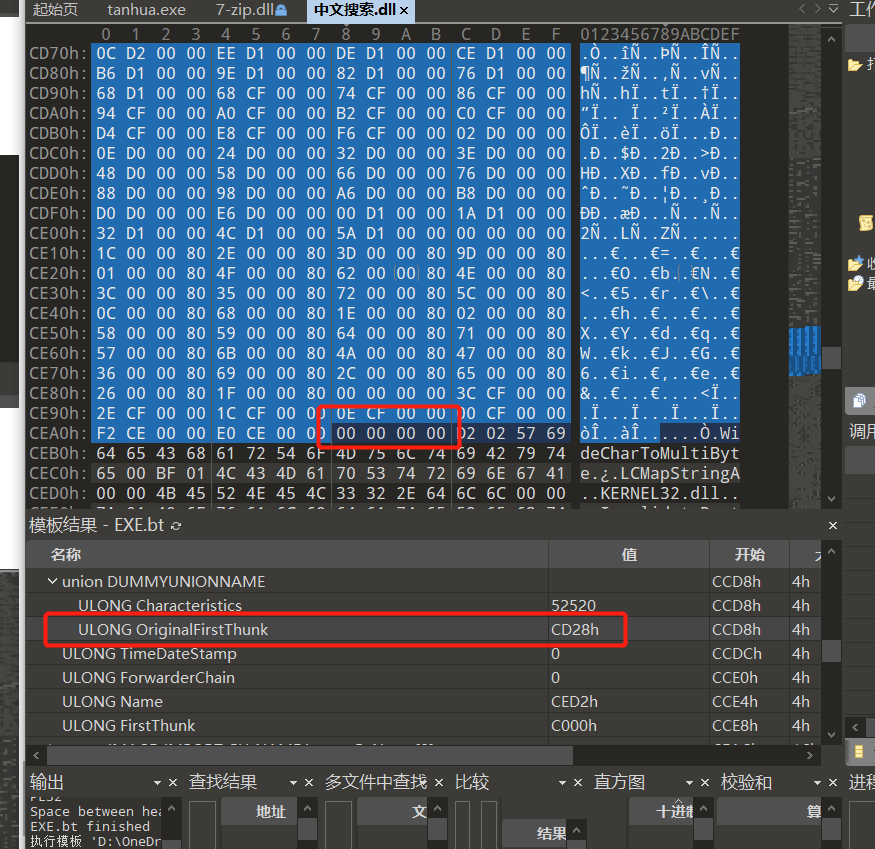 起始页 tanhua.exe 7-zip.dll 中文搜索.dll × 工作
0 1 2 3 4 5 6 7 8 9 A B C D E F 0123456789ABCDEF
CD70h: 0C D2 00 00 EE D1 00 00 DE D1 00 00 CE D1 00 00 .Ò..îÑ..ÞÑ..ÎÑ..
CD80h: B6 D1 00 00 9E D1 00 00 82 D1 00 00 76 D1 00 00 ¶Ñ..žÑ..‚Ñ..vÑ..
CD90h: 68 D1 00 00 68 CF 00 00 74 CF 00 00 86 CF 00 00 hÑ..hÏ..tÏ..†Ï..
CDA0h: 94 CF 00 00 A0 CF 00 00 B2 CF 00 00 C0 CF 00 00 ”Ï.. Ï..²Ï..ÀÏ..
CDB0h: D4 CF 00 00 E8 CF 00 00 F6 CF 00 00 02 D0 00 00 ÔÏ..èÏ..öÏ...Ð..
CDC0h: 0E D0 00 00 24 D0 00 00 32 D0 00 00 3E D0 00 00 .Ð..$Ð..2Ð..>Ð..
CDD0h: 48 D0 00 00 58 D0 00 00 66 D0 00 00 76 D0 00 00 HÐ..XÐ..fÐ..vÐ..
CDE0h: 88 D0 00 00 98 D0 00 00 A6 D0 00 00 B8 D0 00 00 ˆÐ..˜Ð..¦Ð..¸Ð..
CDF0h: D0 D0 00 00 E6 D0 00 00 00 D1 00 00 1A D1 00 00 ÐÐ..æÐ...Ñ...Ñ..
CE00h: 32 D1 00 00 4C D1 00 00 5A D1 00 00 00 00 00 00 2Ñ..LÑ..ZÑ......
CE10h: 1C 00 00 80 2E 00 00 80 3D 00 00 80 9D 00 00 80 ...€...€=..€...€
CE20h: 01 00 00 80 4F 00 00 80 62 00 00 80 4E 00 00 80 ...€O..€b..€N..€
CE30h: 3C 00 00 80 35 00 00 80 72 00 00 80 5C 00 00 80 <..€5..€r..€\..€
CE40h: 0C 00 00 80 68 00 00 80 1E 00 00 80 02 00 00 80 ...€h..€...€...€
CE50h: 58 00 00 80 59 00 00 80 64 00 00 80 71 00 00 80 X..€Y..€d..€q..€
CE60h: 57 00 00 80 6B 00 00 80 4A 00 00 80 47 00 00 80 W..€k..€J..€G..€
CE70h: 36 00 00 80 69 00 00 80 2C 00 00 80 65 00 00 80 6..€i..€,..€e..€
CE80h: 26 00 00 80 1F 00 00 80 00 00 00 00 3C CF 00 00 &..€...€....<Ï..
CE90h: 2E CF 00 00 1C CF 00 00 0E CF 00 00 00 CF 00 00 .Ï...Ï...Ï...Ï..
CEA0h: F2 CE 00 00 E0 CE 00 00 00 00 00 00 D2 02 57 69 òÎ..àÎ......Ò.Wi
CEB0h: 64 65 43 68 61 72 54 6F 4D 75 6C 74 69 42 79 74 deCharToMultiByt
CEC0h: 65 00 BF 01 4C 43 4D 61 70 53 74 72 69 6E 67 41 e.¿.LCMapStringA
CED0h: 00 00 4B 45 52 4E 45 4C 33 32 2E 64 6C 6C 00 00 ..KERNEL32.dll..
模板结果 - EXE.bt ×
名称 值 开始
union DUMMYUNIONNAME CCD8h 4h
ULONG Characteristics 52520 CCD8h 4h
ULONG OriginalFirstThunk CD28h CCD8h 4h
ULONG TimeDateStamp 0 CCDCh 4h
ULONG ForwarderChain 0 CCE0h 4h
ULONG Name CED2h CCE4h 4h
ULONG FirstThunk C000h CCE8h 4h
输出 × 查找结果 × 多文件中查找 × 比较 × 直方图 × 校验和 × 进程
地址 文 结果 十进制 算
Space between hea
EXE.bt finished
执行模板 'D:\OneDr
调用